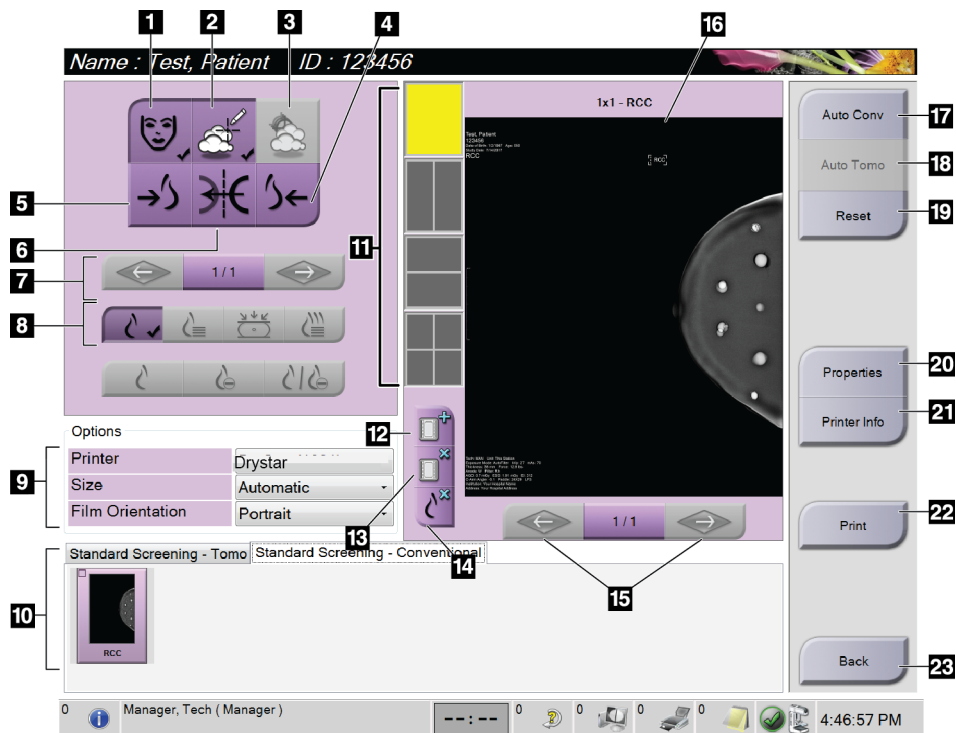 1 2 3 4 16
Name : Test, Patient ID : 123456
1x1 - RCC
Test, Patient
123456
RCC
RCC
Auto Conv 17
Auto Tomo 18
Reset 19
5
6
7 1 / 1
8
11
Properties 20
Printer Info 21
Options
9
Printer Drystar
Size Automatic
Film Orientation Portrait
12
13
14
1 / 1
15
Print 22
Standard Screening - Tomo Standard Screening - Conventional
10
RCC
Back 23
0 Manager, Tech ( Manager ) --:-- 0 0 0 0 4:46:57 PM